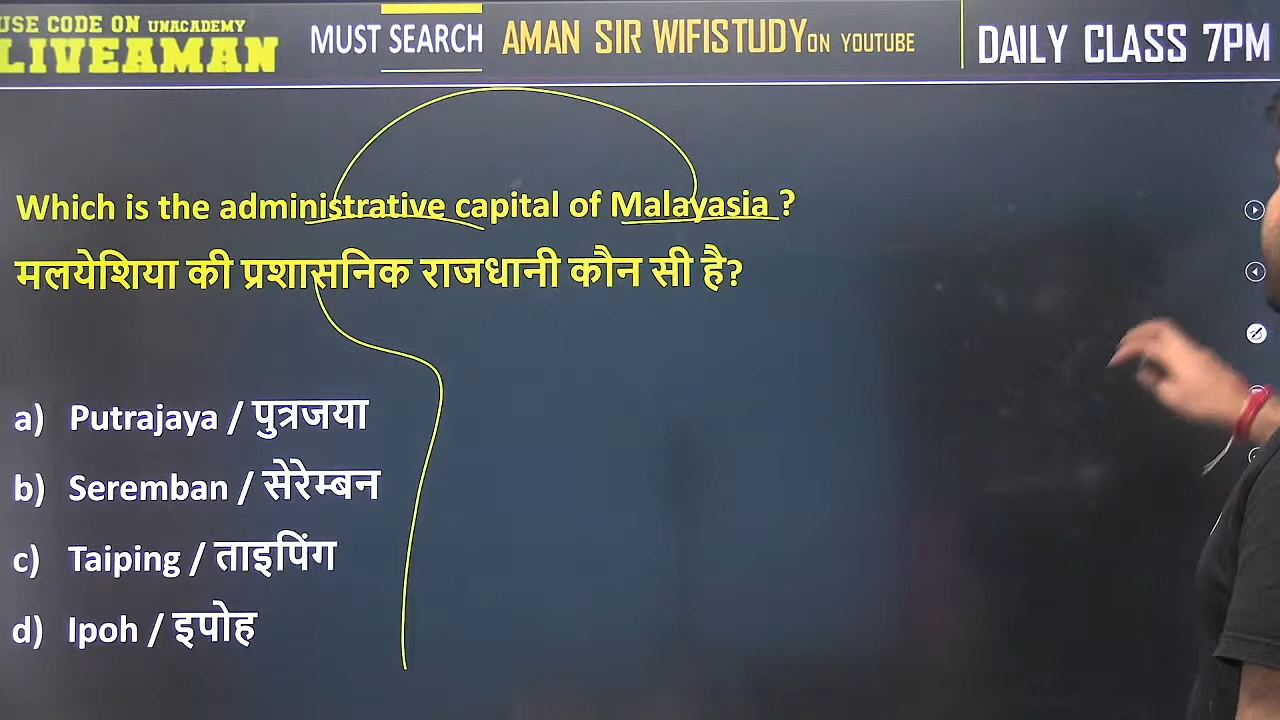 USE CODE ON UNACADEMY
LIVEAMAN
MUST SEARCH AMAN SIR WIFISTUDY ON YOUTUBE
DAILY CLASS 7PM
Which is the administrative capital of Malayasia ?
मलयेशिया की प्रशासनिक राजधानी कौन सी है?
a) Putrajaya / पुत्रजया
b) Seremban / सेरेम्बन
c) Taiping / ताइपिंग
d) Ipoh / इपोह